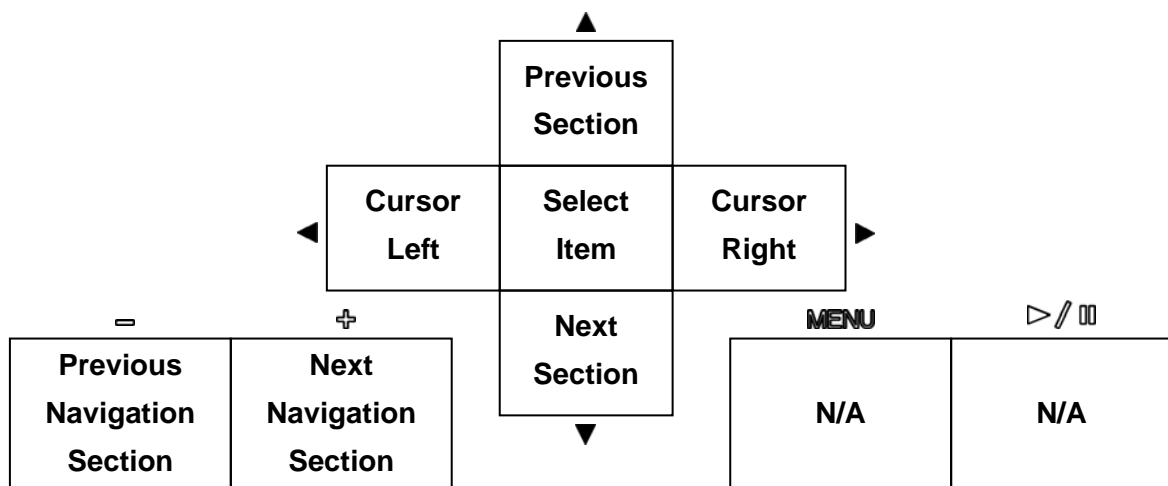 ▲
Previous
Section
◀
Cursor
Left
Select
Item
Cursor
Right
▶
Next
Section
▼
−
Previous
Navigation
Section
+
Next
Navigation
Section
MENU
N/A
▷/▯▯
N/A